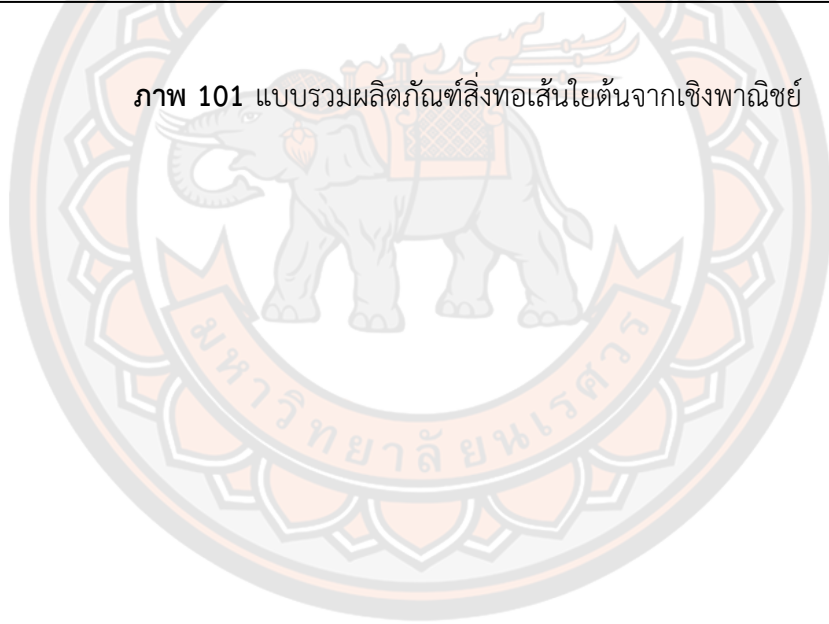 ภาพ 101 แบบรวมผลิตภัณฑ์สิ่งทอเส้นใยต้นจากเชิงพาณิชย์
มหาวิทยาลัยนเรศวร